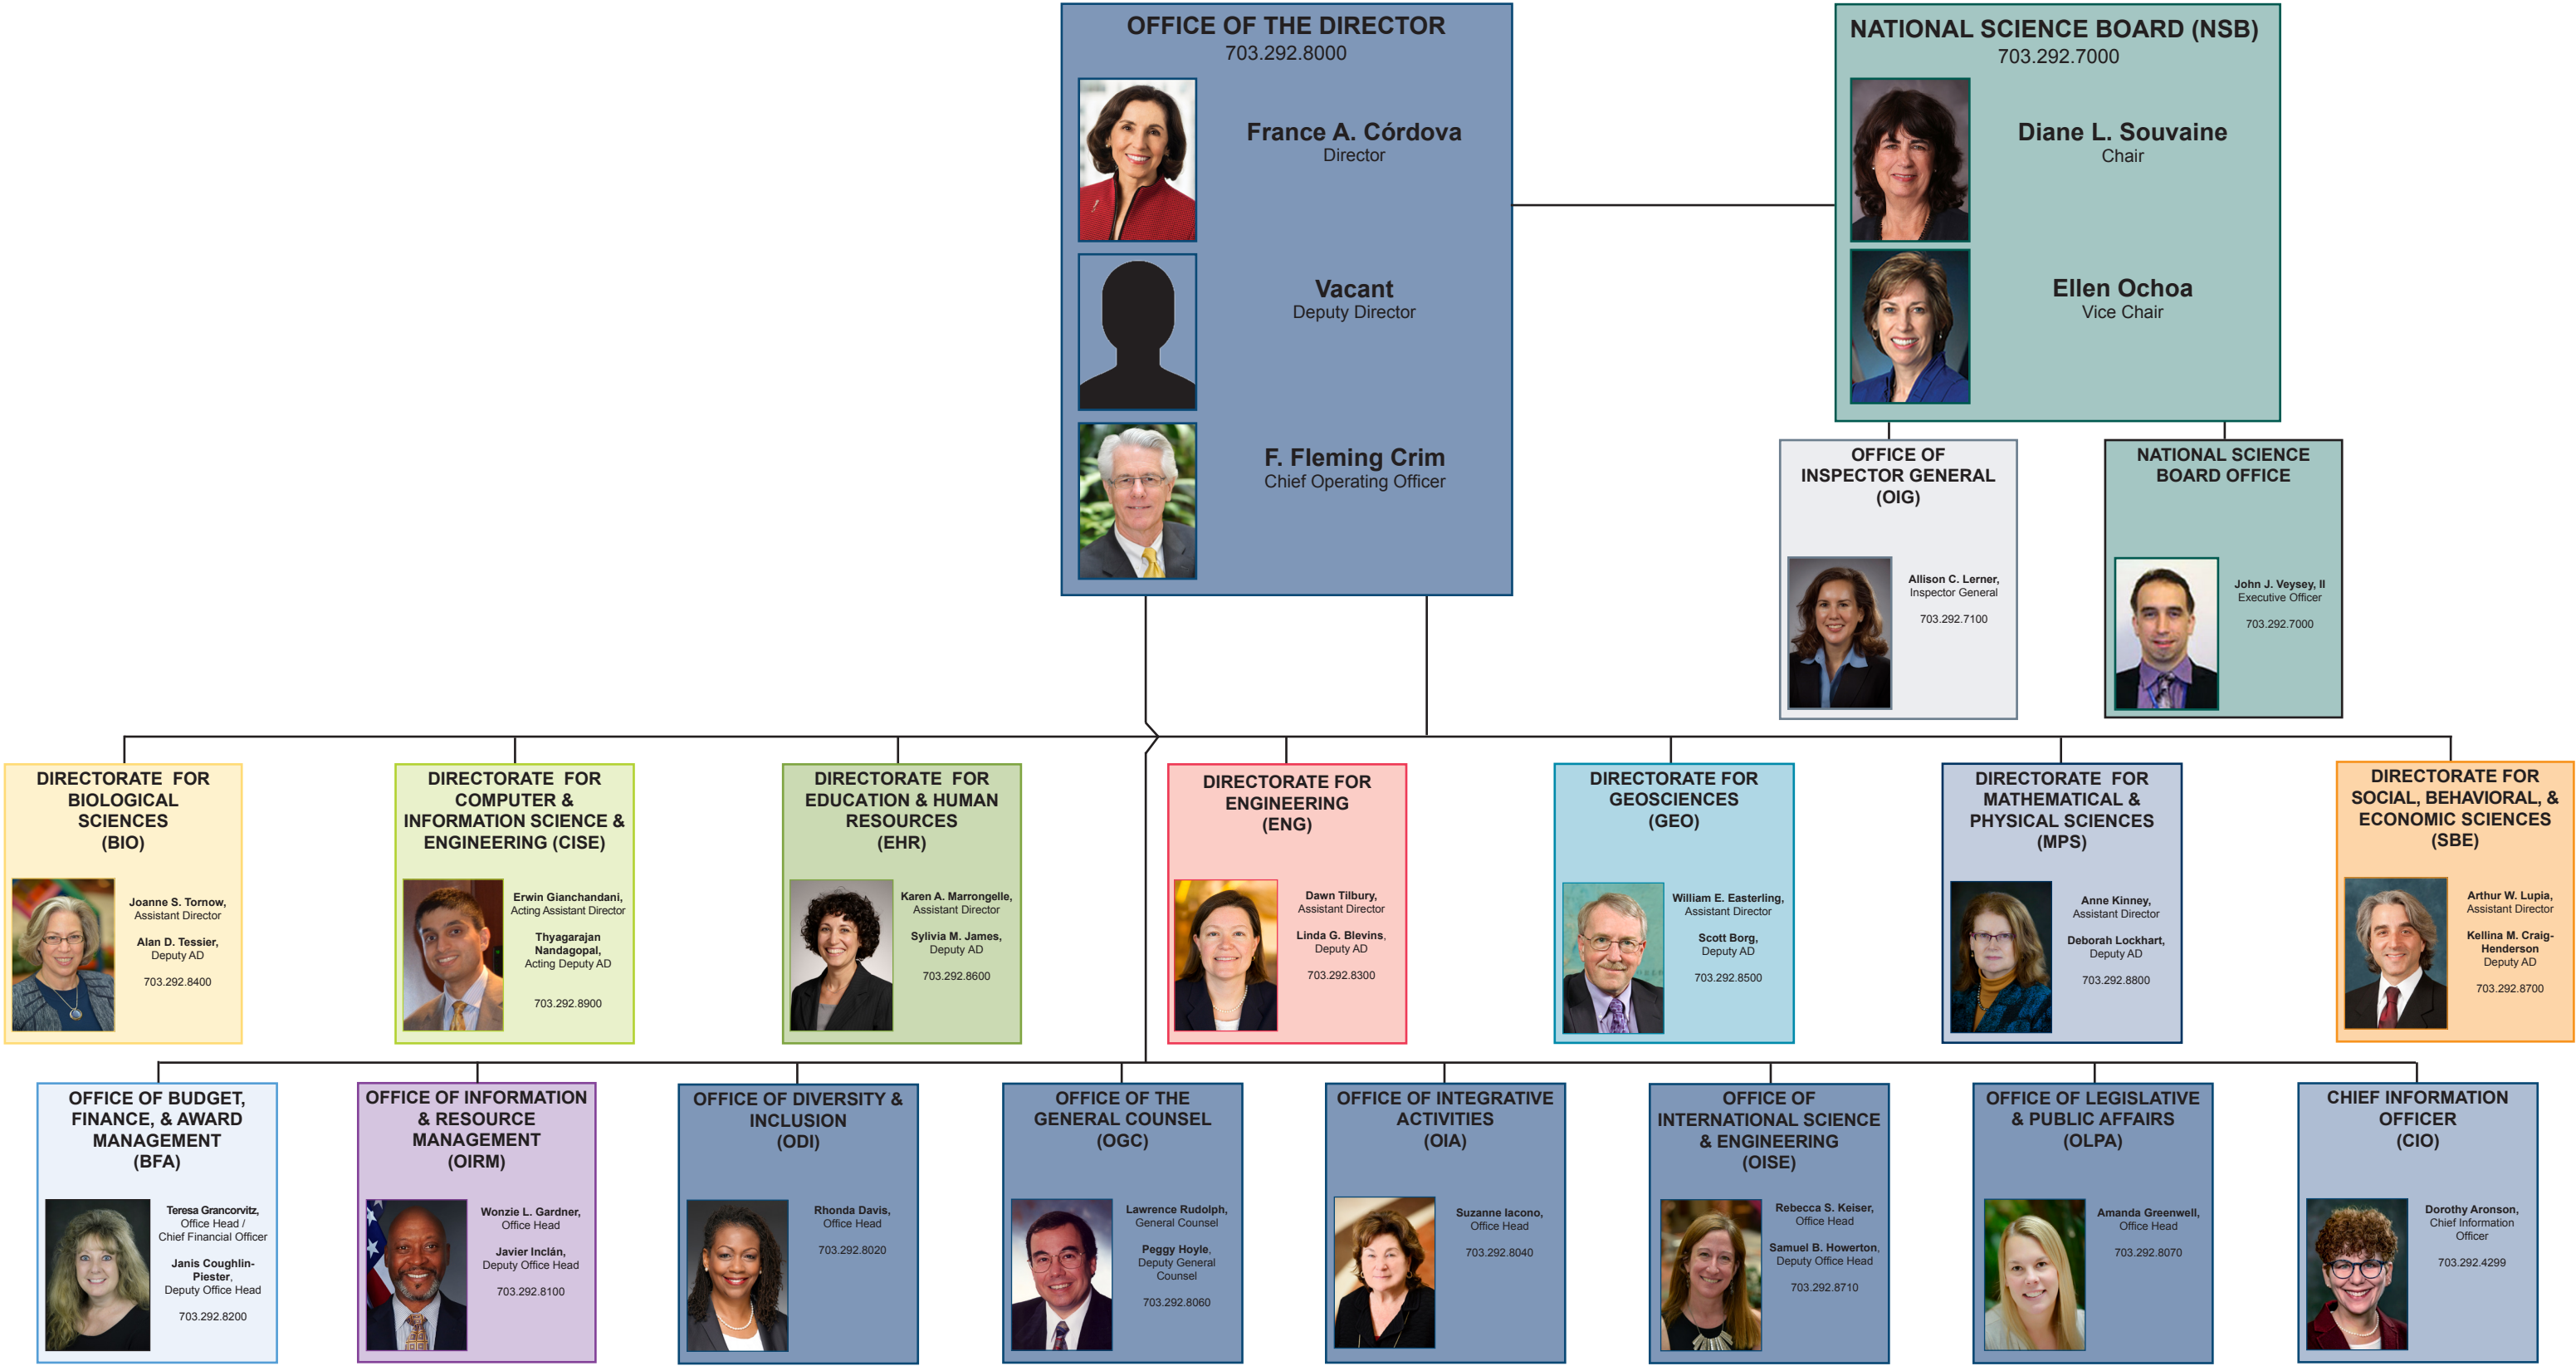 OFFICE OF THE DIRECTOR
703.292.8000
France A. Córdova
Director
Vacant
Deputy Director
F. Fleming Crim
Chief Operating Officer
NATIONAL SCIENCE BOARD (NSB)
703.292.7000
Diane L. Souvaine
Chair
Ellen Ochoa
Vice Chair
OFFICE OF
INSPECTOR GENERAL
(OIG)
Allison C. Lerner,
Inspector General
703.292.7100
NATIONAL SCIENCE
BOARD OFFICE
John J. Veysey, II
Executive Officer
703.292.7000
DIRECTORATE FOR
BIOLOGICAL
SCIENCES
(BIO)
Joanne S. Tornow,
Assistant Director
Alan D. Tessier,
Deputy AD
703.292.8400
DIRECTORATE FOR
COMPUTER &
INFORMATION SCIENCE &
ENGINEERING (CISE)
Erwin Gianchandani,
Acting Assistant Director
Thyagarajan
Nandagopal,
Acting Deputy AD
703.292.8900
DIRECTORATE FOR
EDUCATION & HUMAN
RESOURCES
(EHR)
Karen A. Marrongelle,
Assistant Director
Sylivia M. James,
Deputy AD
703.292.8600
DIRECTORATE FOR
ENGINEERING
(ENG)
Dawn Tilbury,
Assistant Director
Linda G. Blevins,
Deputy AD
703.292.8300
DIRECTORATE FOR
GEOSCIENCES
(GEO)
William E. Easterling,
Assistant Director
Scott Borg,
Deputy AD
703.292.8500
DIRECTORATE FOR
MATHEMATICAL &
PHYSICAL SCIENCES
(MPS)
Anne Kinney,
Assistant Director
Deborah Lockhart,
Deputy AD
703.292.8800
DIRECTORATE FOR
SOCIAL, BEHAVIORAL, &
ECONOMIC SCIENCES
(SBE)
Arthur W. Lupia,
Assistant Director
Kellina M. Craig-
Henderson
Deputy AD
703.292.8700
OFFICE OF BUDGET,
FINANCE, & AWARD
MANAGEMENT
(BFA)
Teresa Grancorvitz,
Office Head /
Chief Financial Officer
Janis Coughlin-
Piester,
Deputy Office Head
703.292.8200
OFFICE OF INFORMATION
& RESOURCE
MANAGEMENT
(OIRM)
Wonzie L. Gardner,
Office Head
Javier Inclán,
Deputy Office Head
703.292.8100
OFFICE OF DIVERSITY &
INCLUSION
(ODI)
Rhonda Davis,
Office Head
703.292.8020
OFFICE OF THE
GENERAL COUNSEL
(OGC)
Lawrence Rudolph,
General Counsel
Peggy Hoyle,
Deputy General
Counsel
703.292.8060
OFFICE OF INTEGRATIVE
ACTIVITIES
(OIA)
Suzanne Iacono,
Office Head
703.292.8040
OFFICE OF
INTERNATIONAL SCIENCE
& ENGINEERING
(OISE)
Rebecca S. Keiser,
Office Head
Samuel B. Howerton,
Deputy Office Head
703.292.8710
OFFICE OF LEGISLATIVE
& PUBLIC AFFAIRS
(OLPA)
Amanda Greenwell,
Office Head
703.292.8070
CHIEF INFORMATION
OFFICER
(CIO)
Dorothy Aronson,
Chief Information
Officer
703.292.4299